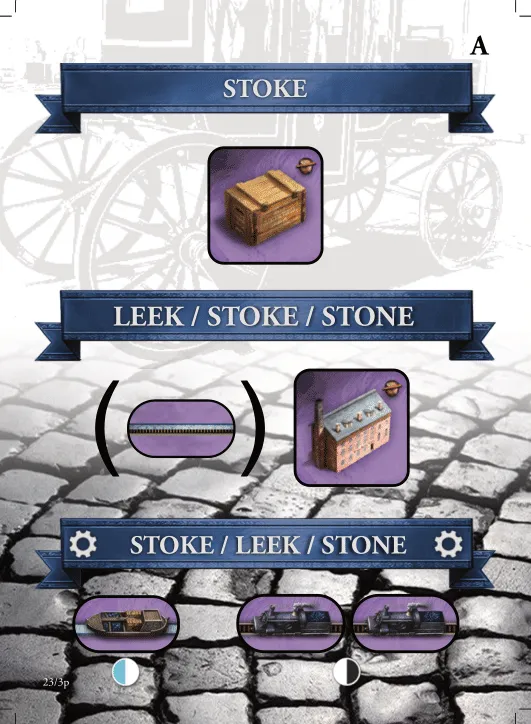 A
STOKE
LEEK / STOKE / STONE
( )
STOKE / LEEK / STONE
23/3p